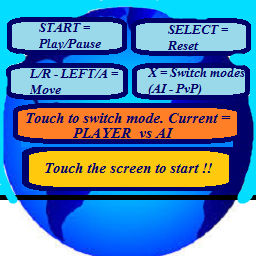 START =
Play/Pause
SELECT =
Reset
L/R - LEFT/A =
Move
X = Switch modes
(AI - PvP)
Touch to switch mode. Current =
PLAYER vs AI
Touch the screen to start !!